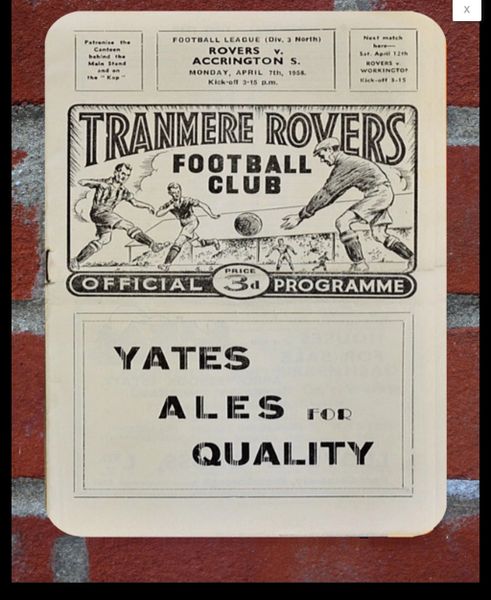 X
Patronise the
Canteen
behind the
Main Stand
and on
the "Kop"
FOOTBALL LEAGUE (Div. 3 North)
ROVERS v.
ACCRINGTON S.
MONDAY, APRIL 7th, 1958.
Kick-off 3-15 p.m.
Next match
here—
Sat. April 12th
ROVERS v.
WORKINGTON
Kick-off 3-15
TRANMERE ROVERS
FOOTBALL
CLUB
OFFICIAL PRICE 3d PROGRAMME
YATES
ALES FOR
QUALITY